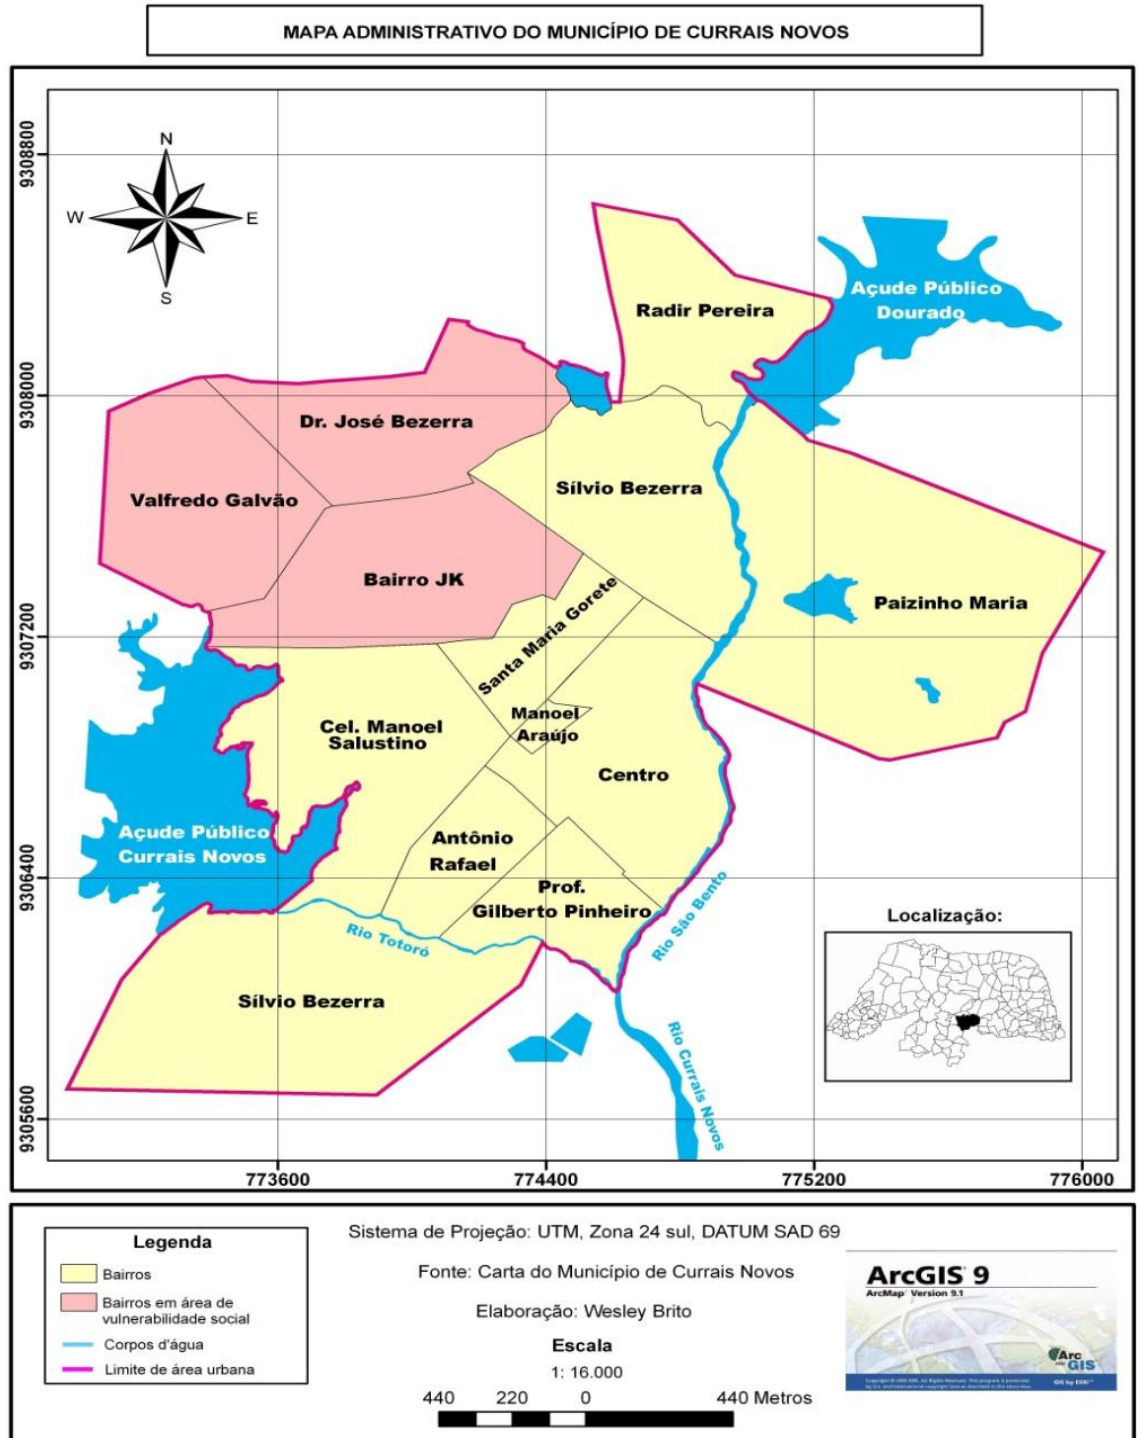 MAPA ADMINISTRATIVO DO MUNICÍPIO DE CURRAIS NOVOS
9308800
9308000
9307200
9306400
9305600
N
W
E
S
Radir Pereira
Açude Público
Dourado
Dr. José Bezerra
Valfredo Galvão
Sílvio Bezerra
Bairro JK
Santa Maria Gorete
Paizinho Maria
Cel. Manoel
Salustino
Manoel
Araújo
Centro
Açude Público
Currais Novos
Antônio
Rafael
Prof.
Gilberto Pinheiro
Rio São Bento
Rio Totoró
Sílvio Bezerra
Rio Currais Novos
Localização:
773600
774400
775200
776000
Legenda
Bairros
Bairros em área de
vulnerabilidade social
Corpos d'água
Limite de área urbana
Sistema de Projeção: UTM, Zona 24 sul, DATUM SAD 69
Fonte: Carta do Município de Currais Novos
Elaboração: Wesley Brito
Escala
1: 16.000
440 220 0 440 Metros
ArcGIS 9
ArcMap Version 9.1
Arc
GIS
GIS by ESRI